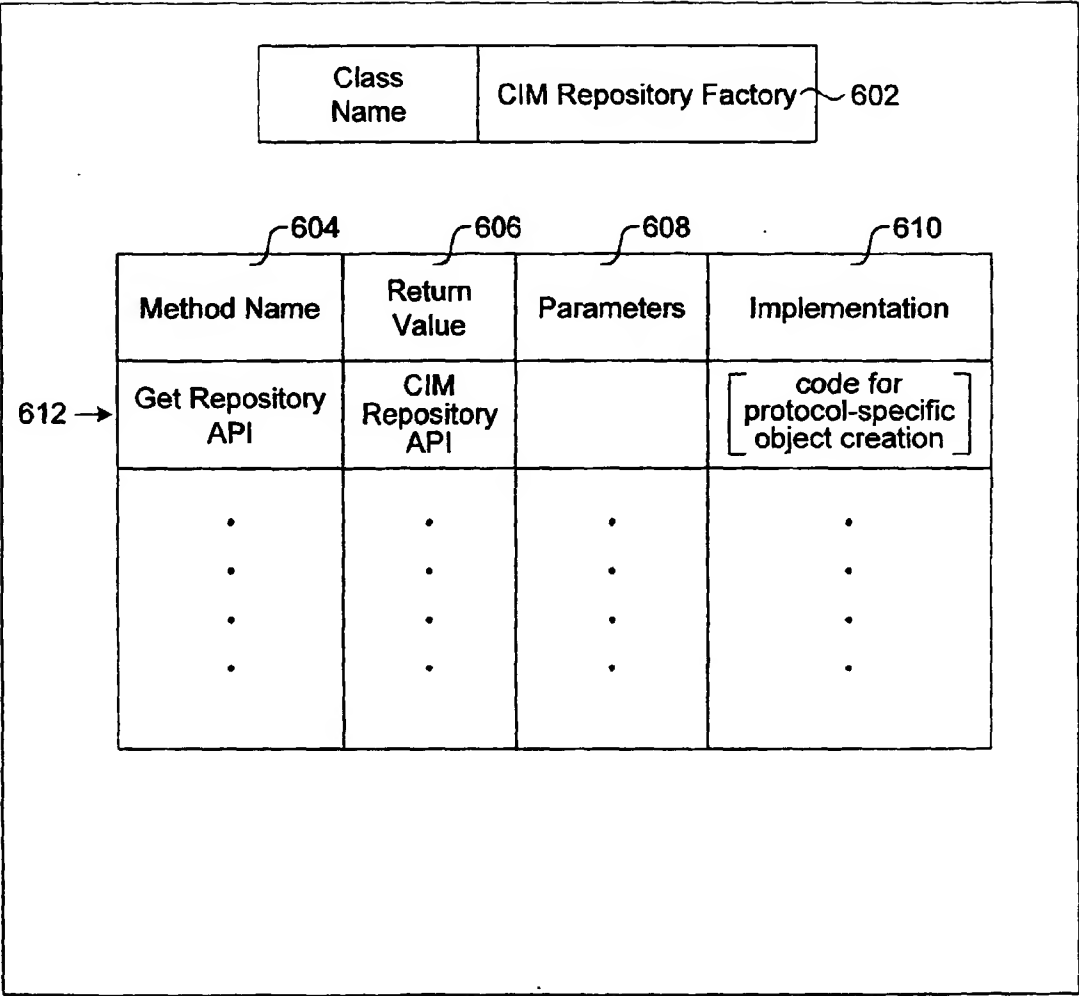 Class
Name
CIM Repository Factory
602
604
606
608
610
Method Name
Return
Value
Parameters
Implementation
612
Get Repository
API
CIM
Repository
API
code for
protocol-specific
object creation